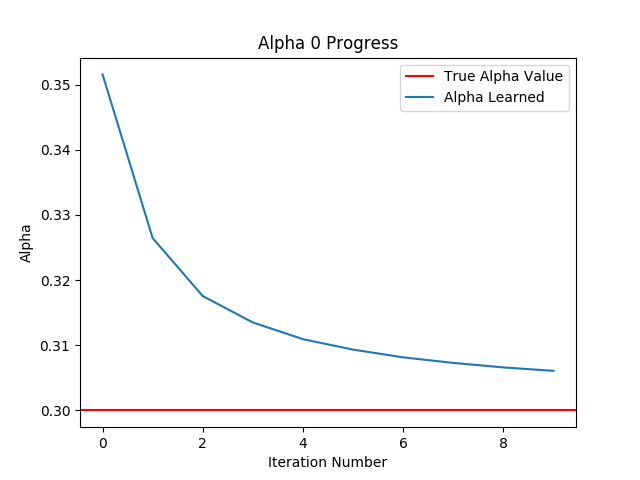 Alpha 0 Progress
True Alpha Value
Alpha Learned
0.35
0.34
0.33
0.32
0.31
0.30
Alpha
0 2 4 6 8
Iteration Number